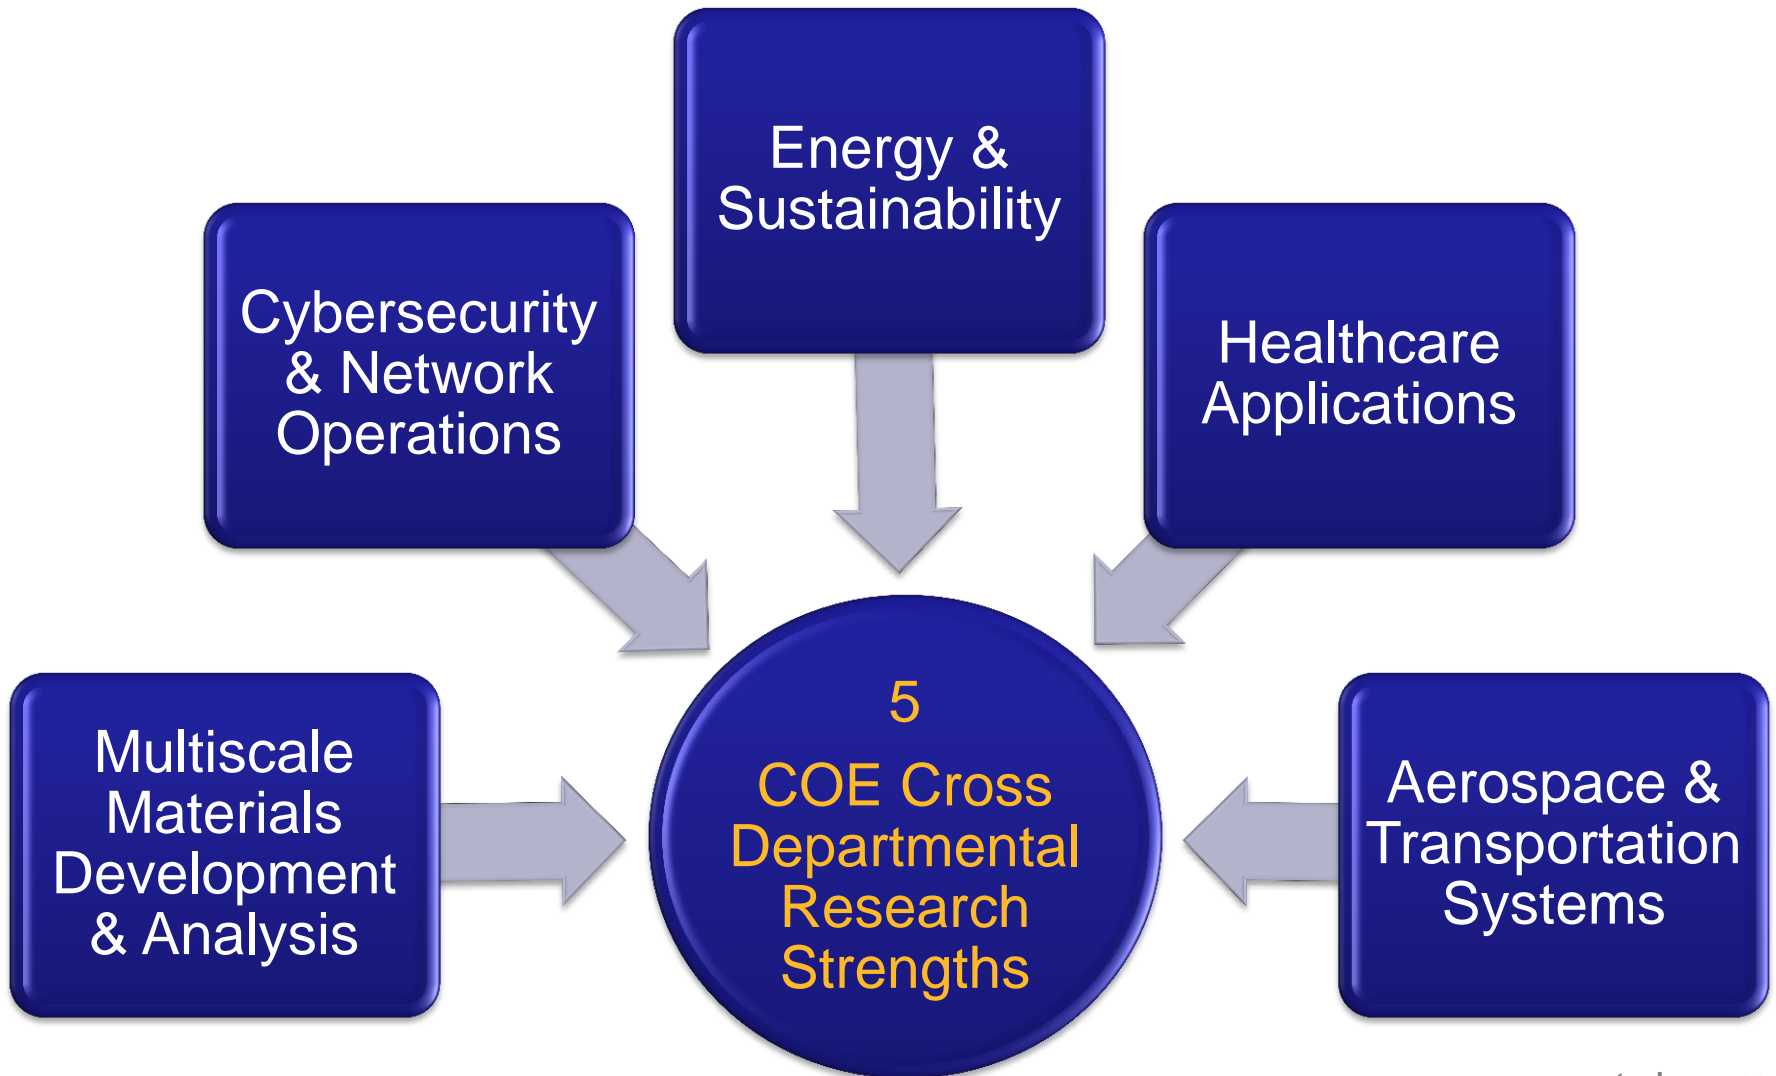 Energy &
Sustainability
Cybersecurity
& Network
Operations
Healthcare
Applications
Multiscale
Materials
Development
& Analysis
5
COE Cross
Departmental
Research
Strengths
Aerospace &
Transportation
Systems